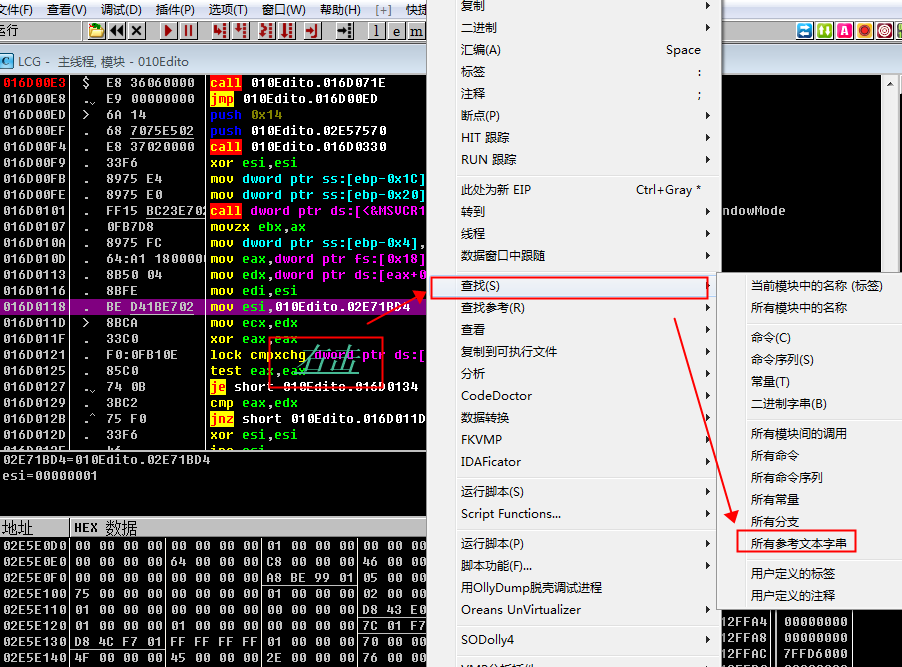 文件(F) 查看(V) 调试(D) 插件(P) 选项(T) 窗口(W) 帮助(H) [+] 快捷
运行
l e m
C LCG - 主线程, 模块 - 010Edito
016D00E3 $ E8 36060000 call 010Edito.016D071E
016D00E8 .、 E9 00000000 jmp 010Edito.016D00ED
016D00ED > 6A 14 push 0x14
016D00EF . 68 7075E502 push 010Edito.02E57570
016D00F4 . E8 37020000 call 010Edito.016D0330
016D00F9 . 33F6 xor esi,esi
016D00FB . 8975 E4 mov dword ptr ss:[ebp-0x1C]
016D00FE . 8975 E0 mov dword ptr ss:[ebp-0x20]
016D0101 . FF15 BC23E702 call dword ptr ds:[<&MSVCR1
016D0107 . 0FB7D8 movzx ebx,ax
016D010A . 8975 FC mov dword ptr ss:[ebp-0x4],
016D010D . 64:A1 1800000 mov eax,dword ptr fs:[0x18]
016D0113 . 8B50 04 mov edx,dword ptr ds:[eax+0
016D0116 . 8BFE mov edi,esi
016D0118 . BE D41BE702 mov esi,010Edito.02E71BD4
016D011D > 8BCA mov ecx,edx
016D011F . 33C0 xor eax,eax
016D0121 . F0:0FB10E lock cmpxchg dword ptr ds:[
016D0125 . 85C0 test eax,eax
016D0127 .、 74 0B je short 010Edito.016D0134
016D0129 . 3BC2 cmp eax,edx
016D012B .^ 75 F0 jnz short 010Edito.016D011D
016D012D . 33F6 xor esi,esi
右击
02E71BD4=010Edito.02E71BD4
esi=00000001
地址 HEX 数据
02E5E0D0 00 00 00 00 00 00 00 00 01 00 00 00 00 00
02E5E0E0 00 00 00 00 64 00 00 00 C8 00 00 00 46 00
02E5E0F0 00 00 00 00 00 00 00 00 A8 BE 99 01 05 00
02E5E100 75 00 00 00 00 00 00 00 01 00 00 00 02 00
02E5E110 01 00 00 00 00 00 00 00 00 00 00 00 D8 43 E0
02E5E120 01 00 00 00 01 00 00 00 00 00 00 00 7C 01 F7
02E5E130 D8 4C F7 01 FF FF FF FF 01 00 00 00 70 00
02E5E140 4F 00 00 00 45 00 00 00 2E 00 00 00 76 00
复制
二进制
汇编(A) Space
标签 :
注释 ;
断点(P)
HIT 跟踪
RUN 跟踪
此处为新 EIP Ctrl+Gray *
转到
线程
数据窗口中跟随
查找(S)
查找参考(R)
查看
复制到可执行文件
分析
CodeDoctor
数据转换
FKVMP
IDAFicator
运行脚本(S)
Script Functions...
运行脚本(P)
脚本功能(F)...
用OllyDump脱壳调试进程
Oreans UnVirtualizer
SODolly4
当前模块中的名称 (标签)
所有模块中的名称
命令(C)
命令序列(S)
常量(T)
二进制字串(B)
所有模块间的调用
所有命令
所有命令序列
所有常量
所有分支
所有参考文本字串
用户定义的标签
用户定义的注释
ndowMode
12FFA4 00000000
12FFA8 00000000
12FFAC 7FFD6000